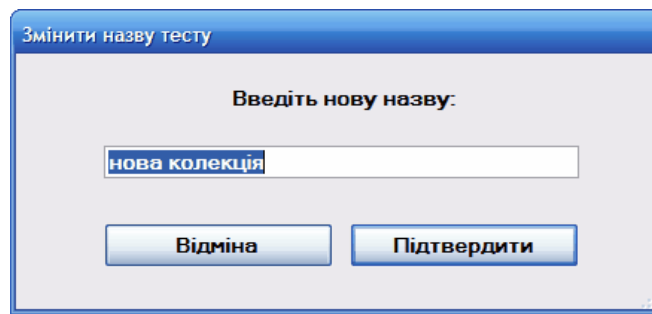 Змінити назву тесту
Введіть нову назву:
нова колекція
Відміна
Підтвердити